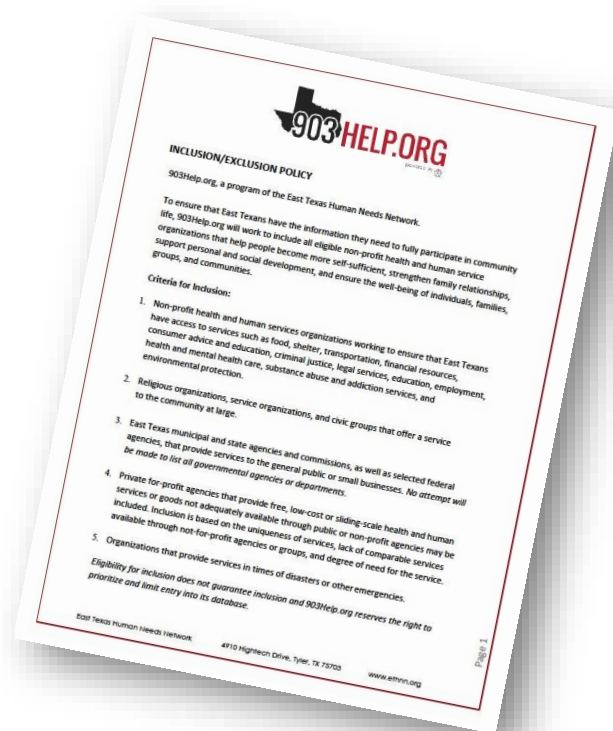 903HELP.ORG
INCLUSION/EXCLUSION POLICY
903Help.org, a program of the East Texas Human Needs Network.
To ensure that East Texans have the information they need to fully participate in community
life, 903Help.org will work to include all eligible non-profit health and human service
organizations that help people become more self-sufficient, strengthen family relationships,
support personal and social development, and ensure the well-being of individuals, families,
groups, and communities.
Criteria for Inclusion:
1. Non-profit health and human services organizations working to ensure that East Texans
have access to services such as food, shelter, transportation, financial resources,
consumer advice and education, criminal justice, legal services, education, employment,
health and mental health care, substance abuse and addiction services, and
environmental protection.
2. Religious organizations, service organizations, and civic groups that offer a service
to the community at large.
3. East Texas municipal and state agencies and commissions, as well as selected federal
agencies, that provide services to the general public or small businesses. No attempt will
be made to list all governmental agencies or departments.
4. Private for-profit agencies that provide free, low-cost or sliding-scale health and human
services or goods not adequately available through public or non-profit agencies may be
included. Inclusion is based on the uniqueness of services, lack of comparable services
available through not-for-profit agencies or groups, and degree of need for the service.
5. Organizations that provide services in times of disasters or other emergencies.
Eligibility for inclusion does not guarantee inclusion and 903Help.org reserves the right to
prioritize and limit entry into its database.
East Texas Human Needs Network 4910 Hightech Drive, Tyler, TX 75703 www.ethnn.org
Page 1